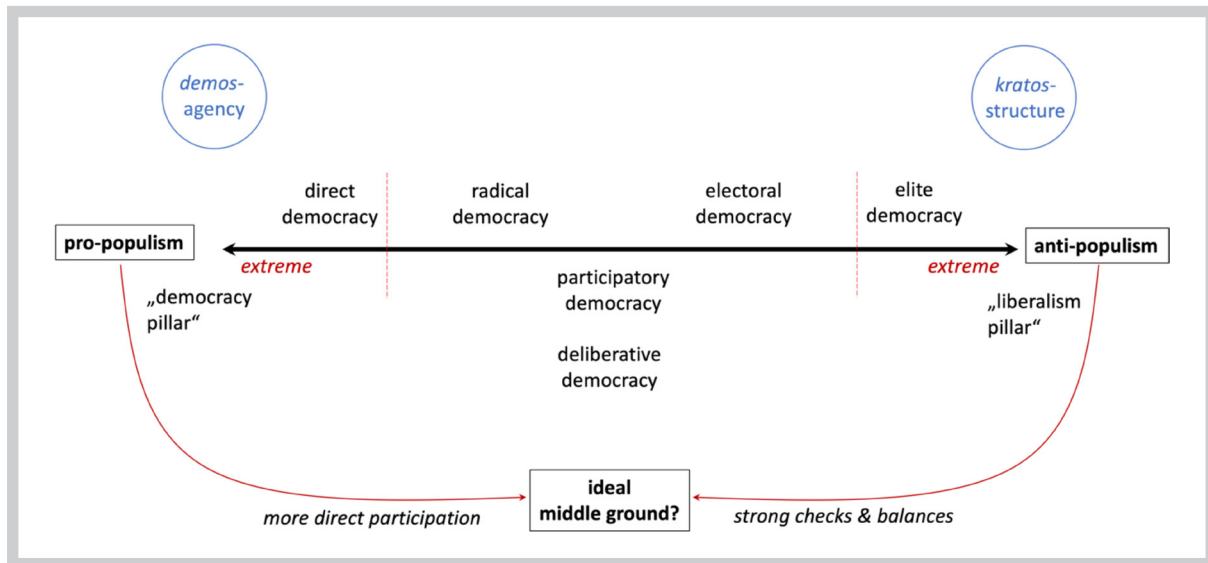 demos-
agency
kratos-
structure
direct
democracy
radical
democracy
electoral
democracy
elite
democracy
pro-populism
anti-populism
extreme
extreme
participatory
democracy
„democracy
pillar“
„liberalism
pillar“
deliberative
democracy
ideal
middle ground?
more direct participation
strong checks & balances